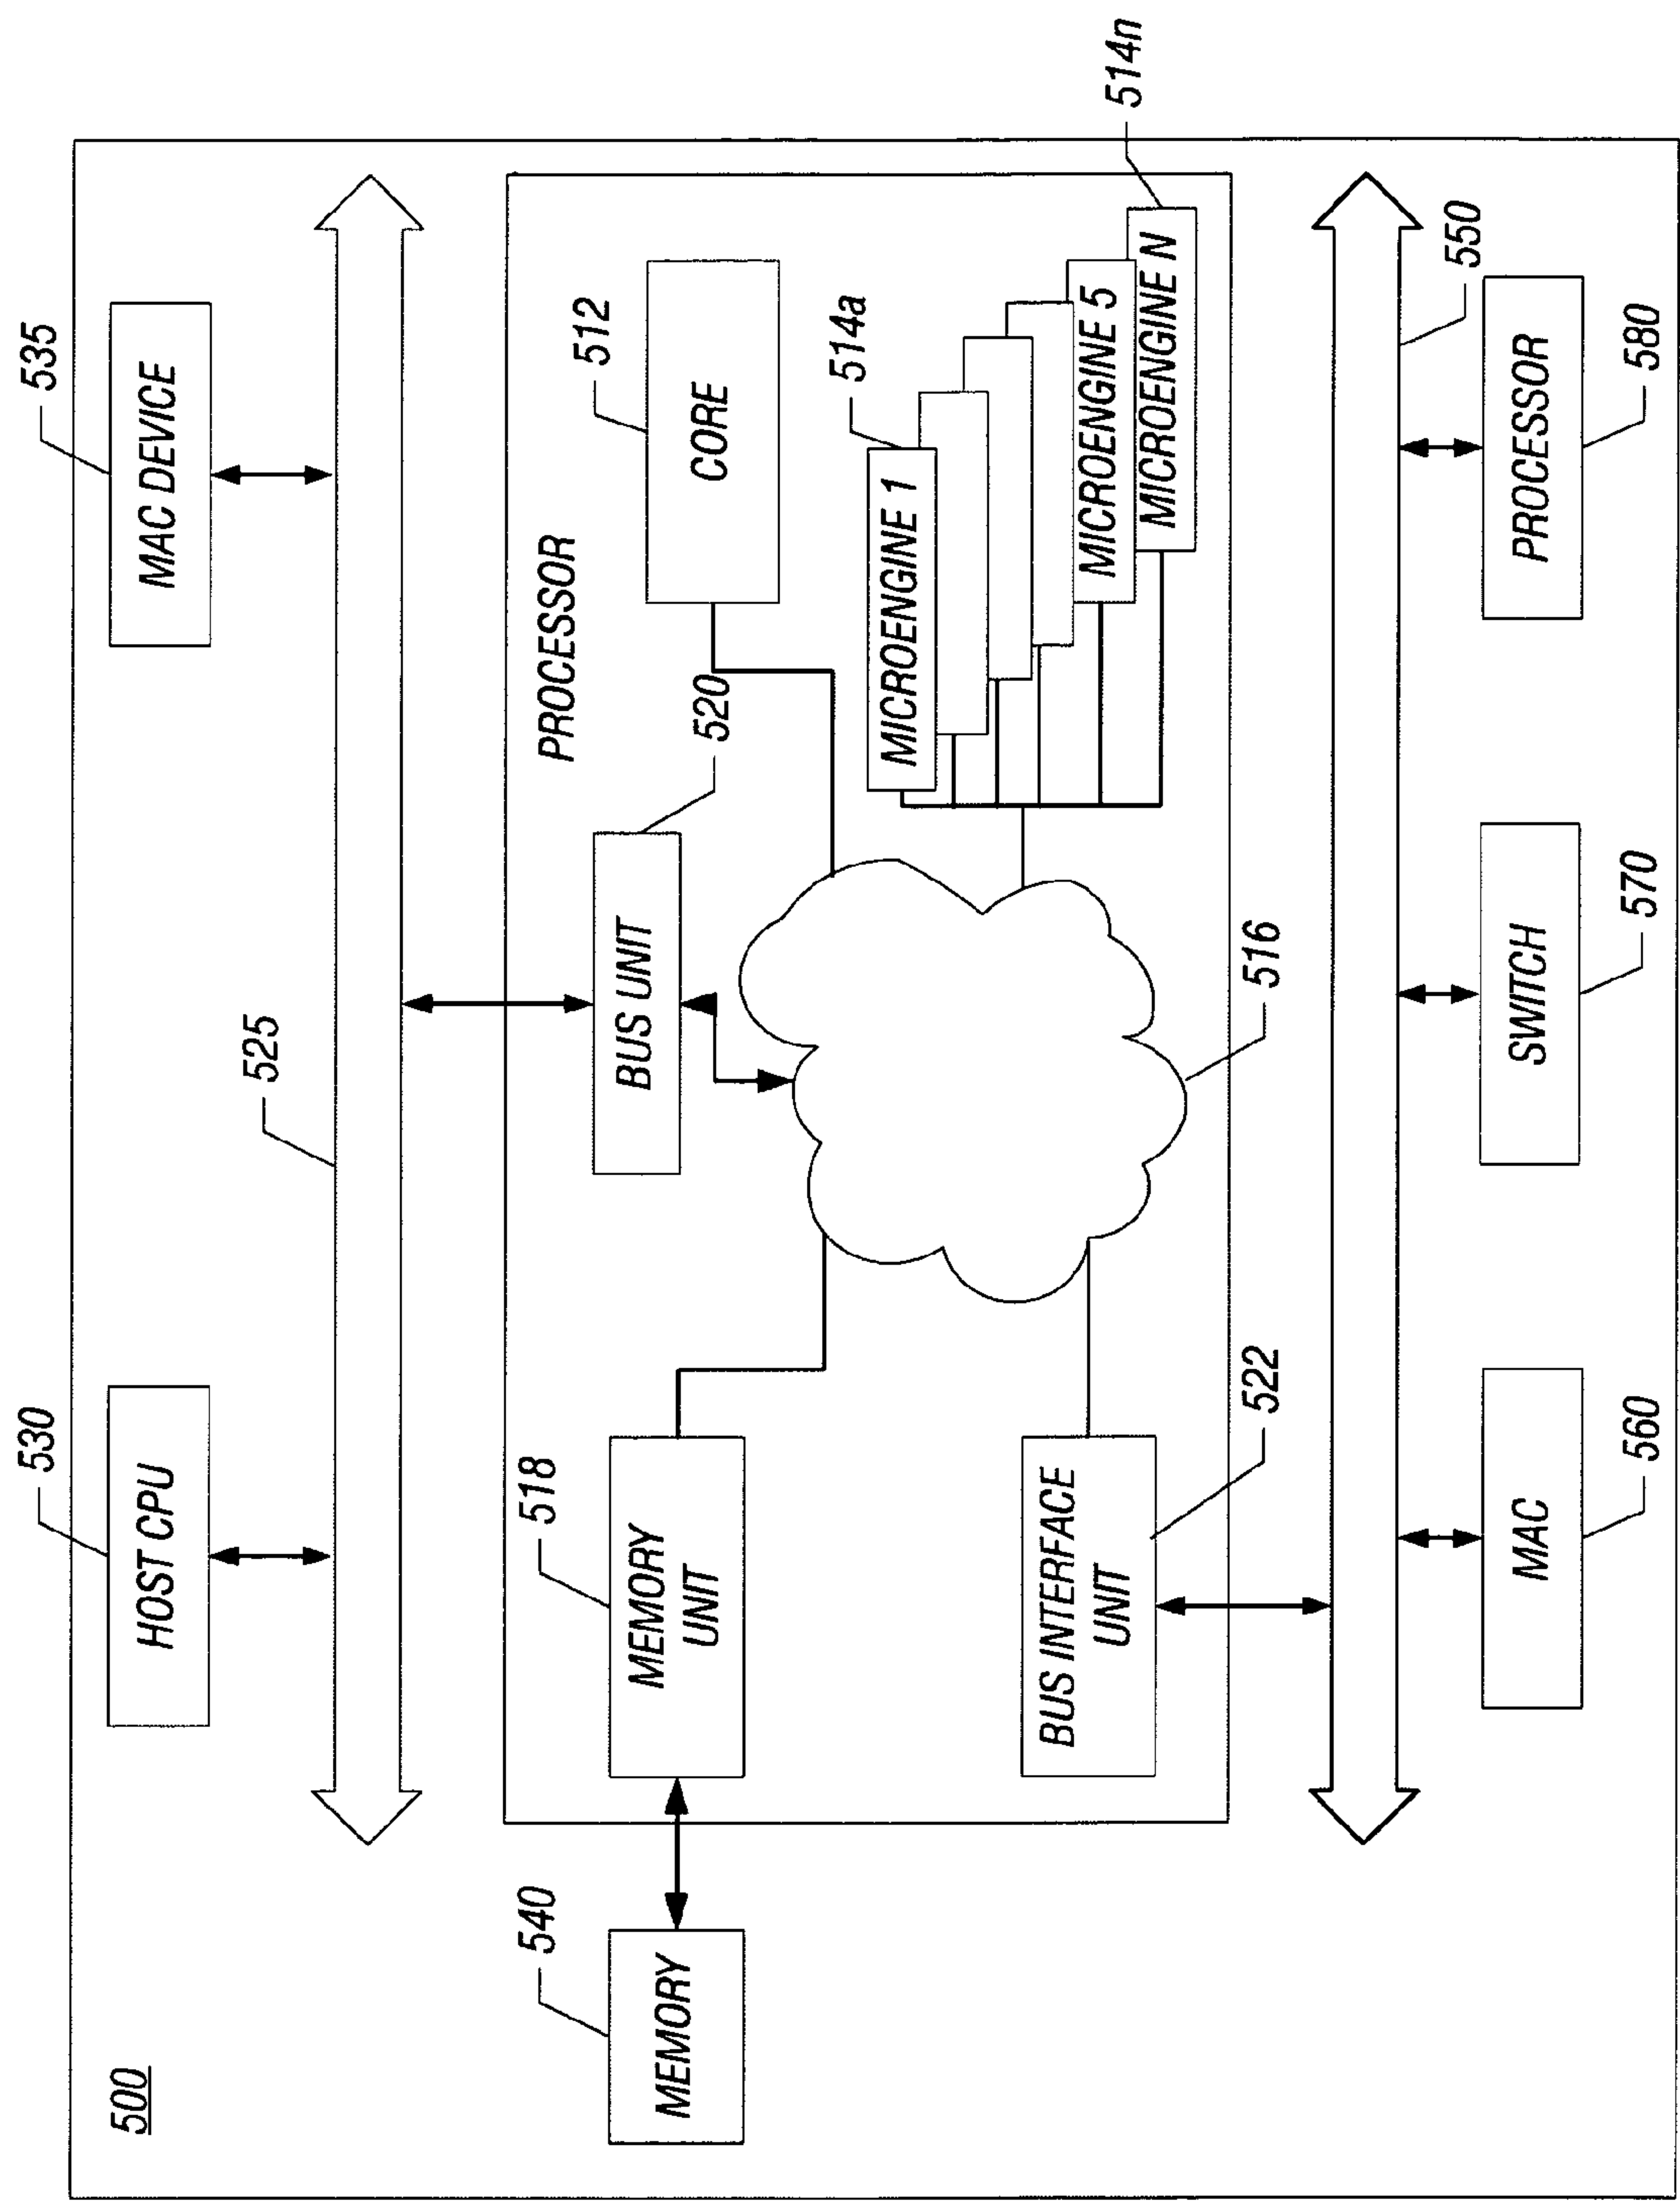 500
530
HOST CPU
535
MAC DEVICE
525
PROCESSOR
540
MEMORY
518
MEMORY
UNIT
520
BUS UNIT
512
CORE
514a
MICROENGINE 1
MICROENGINE 5
MICROENGINE N
514n
516
BUS INTERFACE
UNIT
522
550
MAC
560
SWITCH
570
PROCESSOR
580